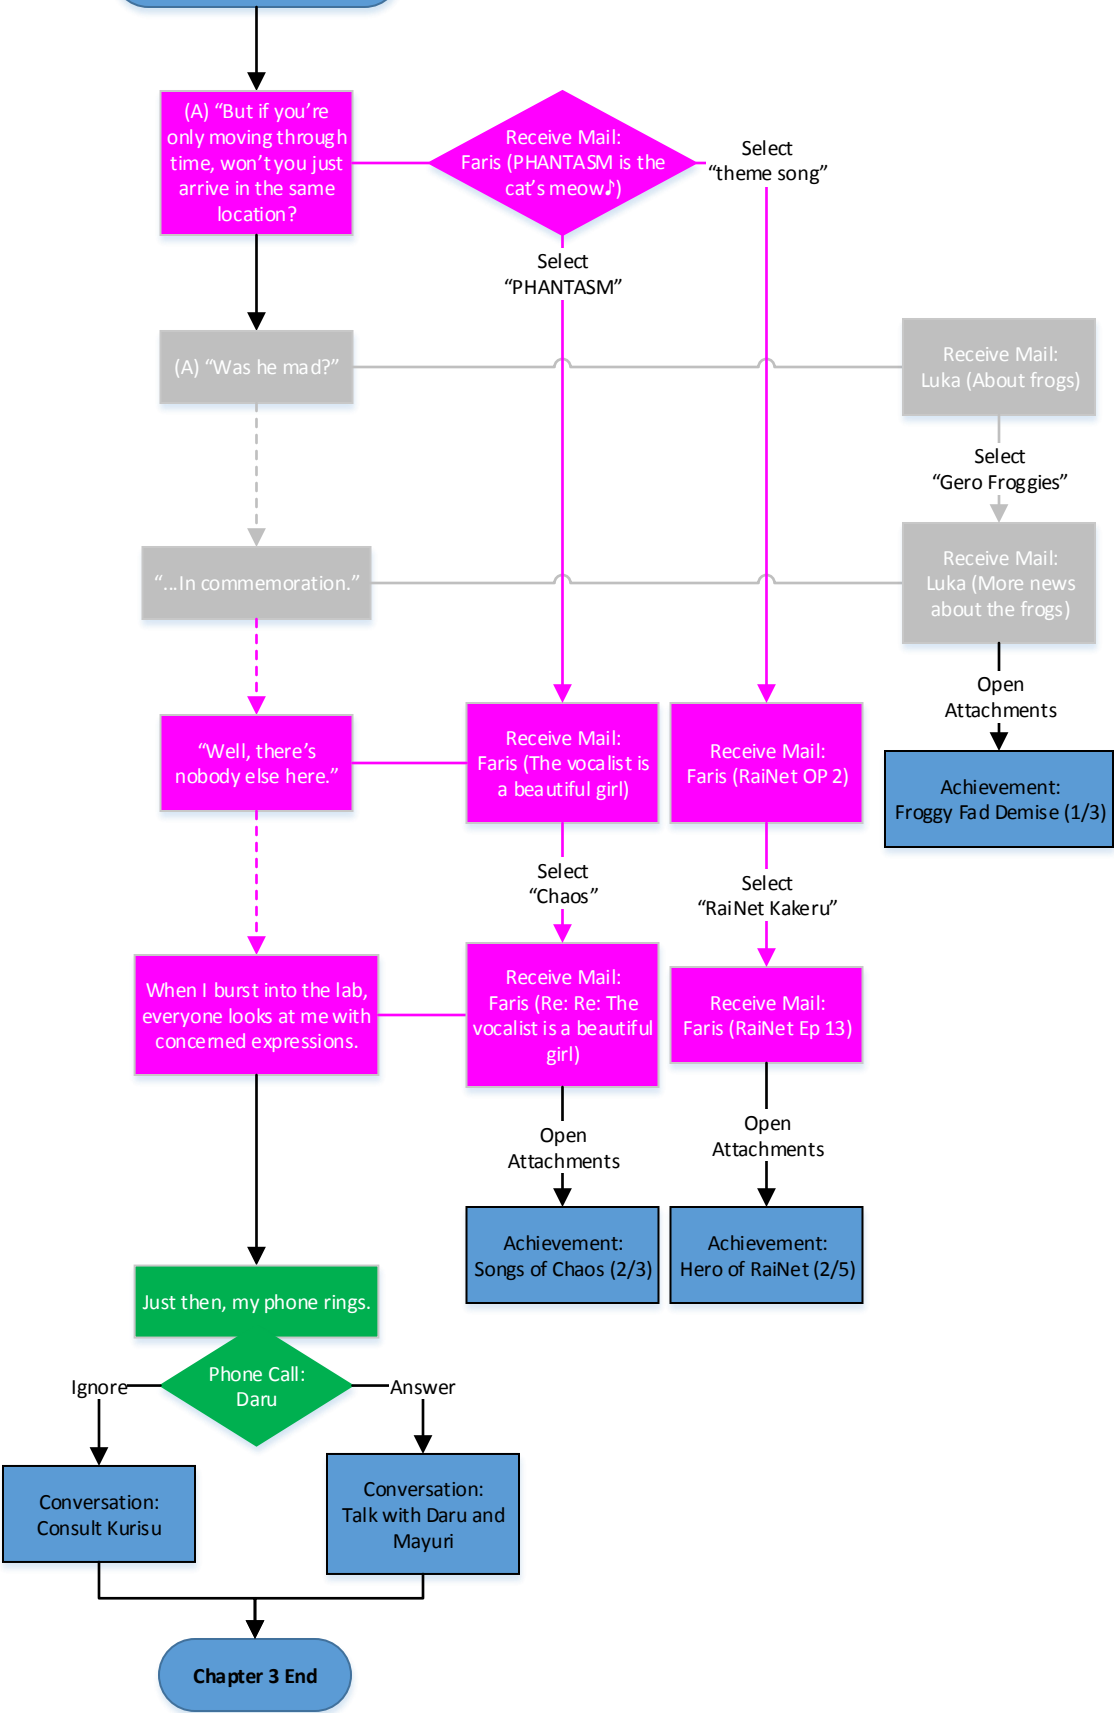 (A) “But if you’re
only moving through
time, won’t you just
arrive in the same
location?
Receive Mail:
Faris (PHANTASM is the
cat’s meow♪)
Select
“theme song”
Select
“PHANTASM”
(A) “Was he mad?”
Receive Mail:
Luka (About frogs)
Select
“Gero Froggies”
“...In commemoration.”
Receive Mail:
Luka (More news
about the frogs)
Open
Attachments
“Well, there’s
nobody else here.”
Receive Mail:
Faris (The vocalist is
a beautiful girl)
Receive Mail:
Faris (RaiNet OP 2)
Achievement:
Froggy Fad Demise (1/3)
Select
“Chaos”
Select
“RaiNet Kakeru”
When I burst into the lab,
everyone looks at me with
concerned expressions.
Receive Mail:
Faris (Re: Re: The
vocalist is a beautiful
girl)
Receive Mail:
Faris (RaiNet Ep 13)
Open
Attachments
Open
Attachments
Achievement:
Songs of Chaos (2/3)
Achievement:
Hero of RaiNet (2/5)
Just then, my phone rings.
Phone Call:
Daru
Ignore
Answer
Conversation:
Consult Kurisu
Conversation:
Talk with Daru and
Mayuri
Chapter 3 End